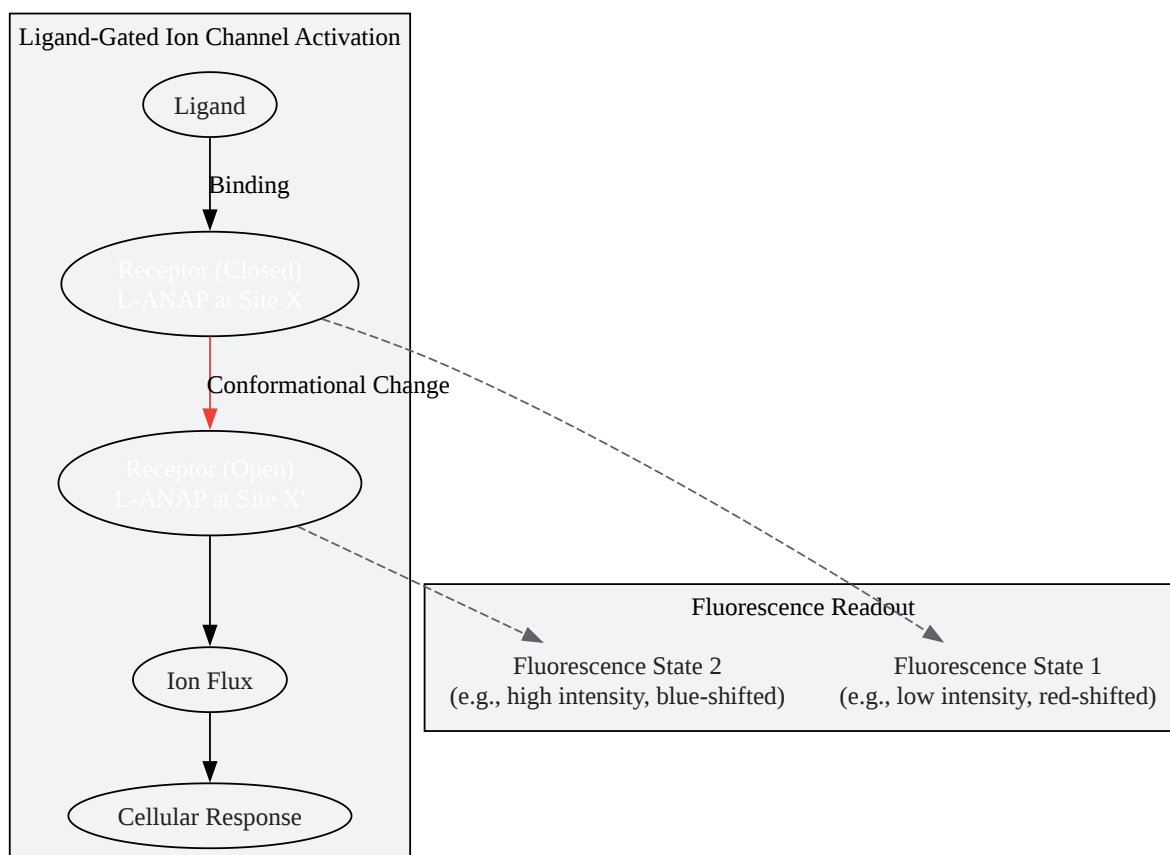 Ligand-Gated Ion Channel Activation
Ligand
Binding
Receptor (Closed)
L-ANAP at Site X
Conformational Change
Receptor (Open)
L-ANAP at Site X'
Ion Flux
Cellular Response
Fluorescence Readout
Fluorescence State 2
(e.g., high intensity, blue-shifted)
Fluorescence State 1
(e.g., low intensity, red-shifted)